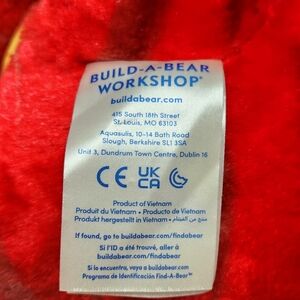 BUILD-A-BEAR
WORKSHOP®
buildabear.com
415 South 18th Street
St. Louis, MO 63103
Aquasulis, 10-14 Bath Road
Slough, Berkshire SL1 3SA
Unit 3, Dundrum Town Centre, Dublin 16
CE UK
CA
Product of Vietnam
Produit du Vietnam • Producto de Vietnam
Produkt hergestellt in Vietnam •
If found, go to buildabear.com/findabear
Si l'ID a été trouvé, aller à
buildabear.com/findabear
Si lo encuentra, vaya a buildabear.com/findabear
Programa de Identificación Find-A-Bear™